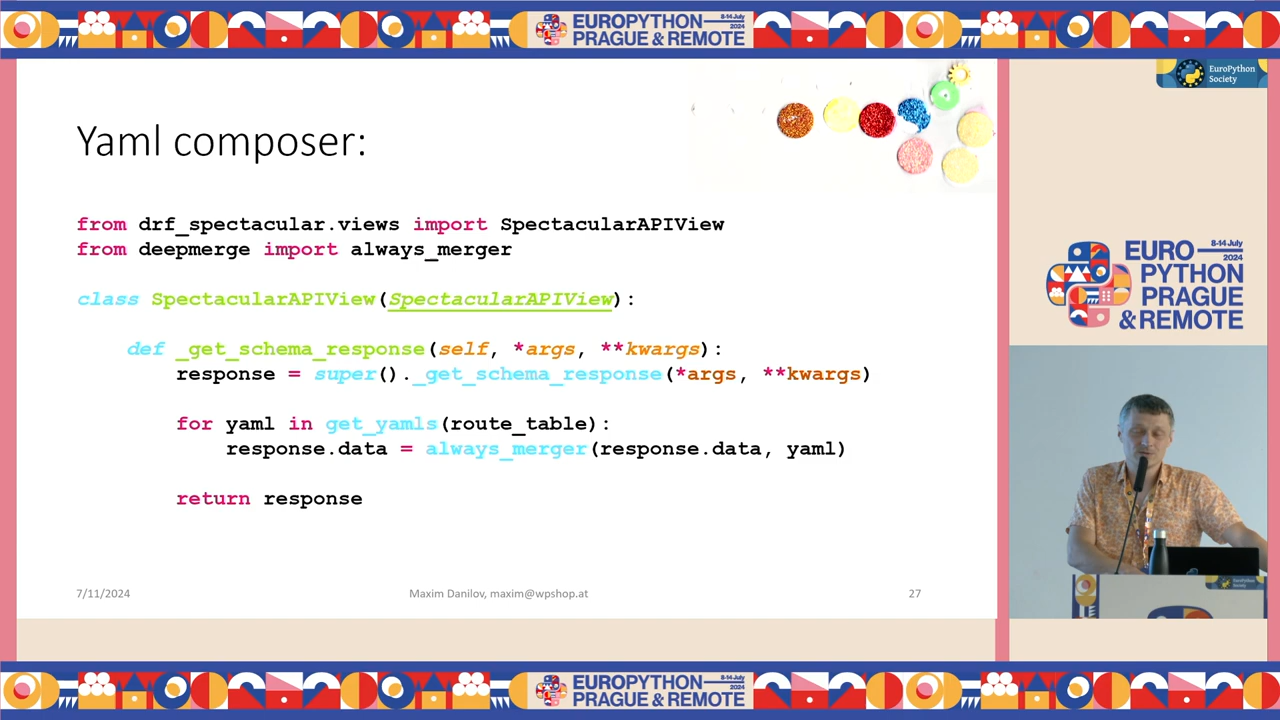 EUROPYTHON
8-14 July
2024
PRAGUE & REMOTE
EuroPython
Society
Yaml composer:
from drf_spectacular.views import SpectacularAPIView
from deepmerge import always_merger
class SpectacularAPIView(SpectacularAPIView):
def _get_schema_response(self, *args, **kwargs):
response = super()._get_schema_response(*args, **kwargs)
for yaml in get_yamls(route_table):
response.data = always_merger(response.data, yaml)
return response
7/11/2024
Maxim Danilov, maxim@wpshop.at
27
EURO
8-14 July
2024
PYTHON
PRAGUE
& REMOTE
EUROPYTHON
8-14 July
2024
PRAGUE & REMOTE